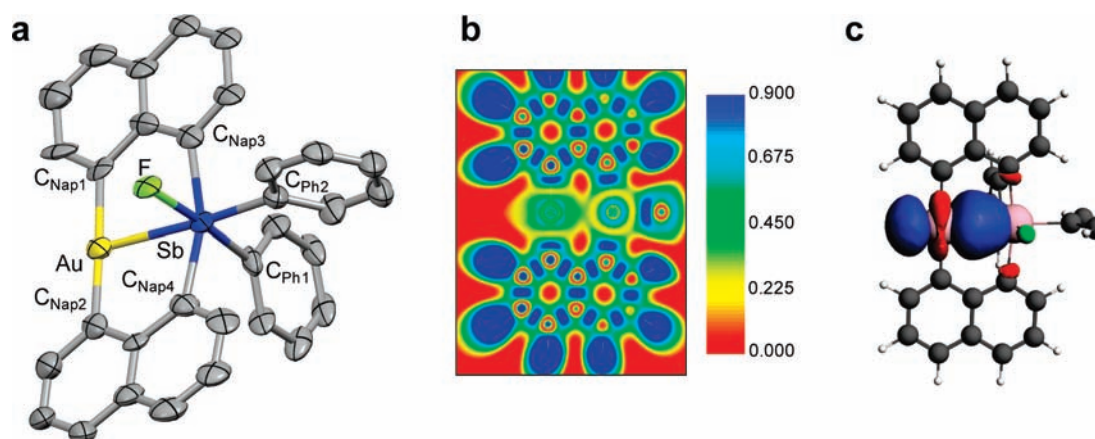 a
C_Nap3
F
C_Nap1
C_Ph2
Au
Sb
C_Ph1
C_Nap4
C_Nap2
b
0.900
0.675
0.450
0.225
0.000
c